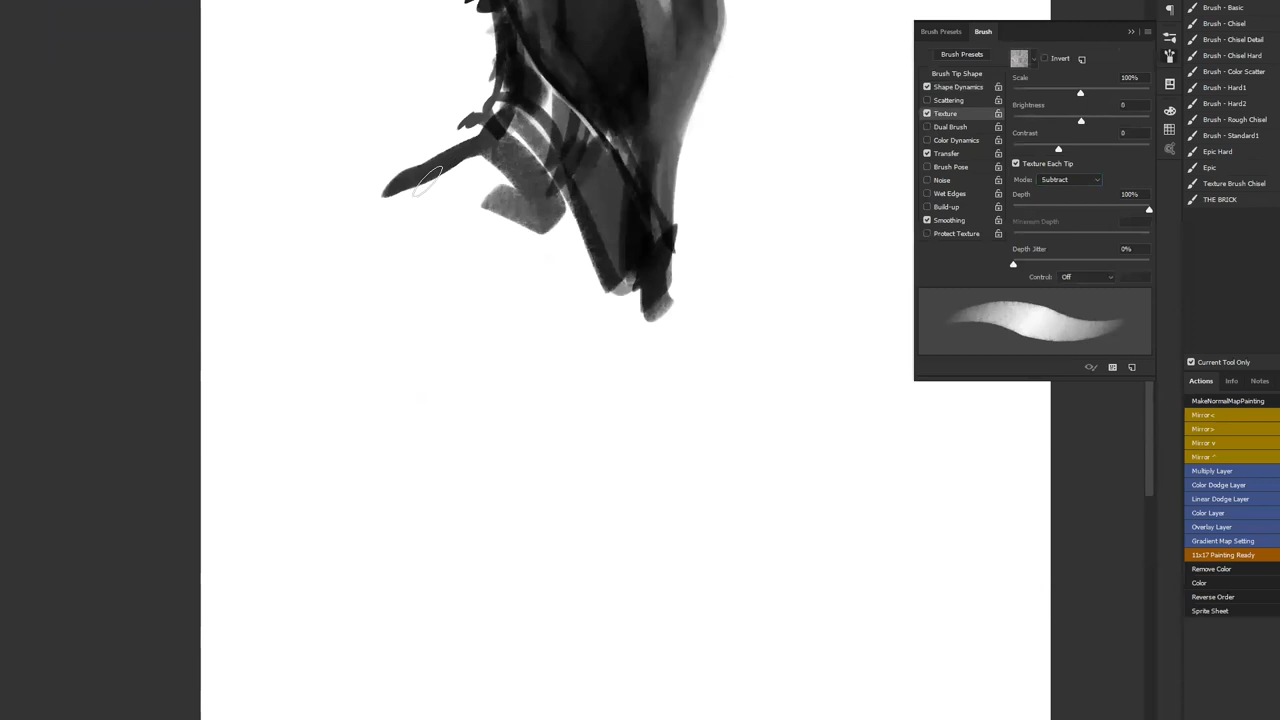 Brush Presets Brush
Brush Presets
Invert
Brush Tip Shape
Scale 100%
Shape Dynamics
Scattering
Brightness 0
Texture
Dual Brush
Contrast 0
Color Dynamics
Transfer
Texture Each Tip
Brush Pose
Noise
Mode: Subtract
Wet Edges
Depth 100%
Build-up
Smoothing
Minimum Depth
Protect Texture
Depth Jitter 0%
Control: Off
Brush - Basic
Brush - Chisel
Brush - Chisel Detail
Brush - Chisel Hard
Brush - Color Scatter
Brush - Hard1
Brush - Hard2
Brush - Rough Chisel
Brush - Standard1
Epic Hard
Epic
Texture Brush Chisel
THE BRICK
Current Tool Only
Actions Info Notes
MakeNormalMapPainting
Mirror <
Mirror >
Mirror v
Mirror ^
Multiply Layer
Color Dodge Layer
Linear Dodge Layer
Color Layer
Overlay Layer
Gradient Map Setting
11x17 Painting Ready
Remove Color
Color
Reverse Order
Sprite Sheet